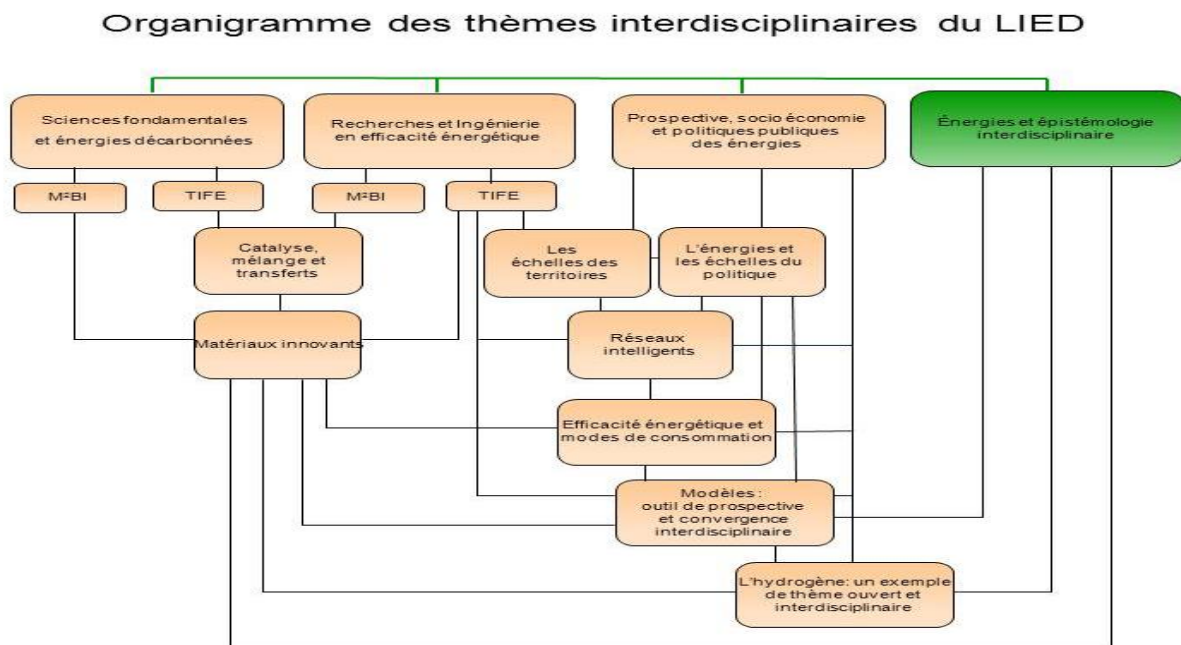 Organigramme des thèmes interdisciplinaires du LIED
Sciences fondamentales
et énergies décarbonnées
Recherches et Ingénierie
en efficacité énergétique
Prospective, socio économie
et politiques publiques
des énergies
Énergies et épistémologie
interdisciplinaire
M²BI
TIFE
M²BI
TIFE
Catalyse,
mélange et
transferts
Les
échelles des
territoires
L'énergies et
les échelles du
politique
Matériaux innovants
Réseaux
intelligents
Efficacité énergétique et
modes de consommation
Modèles :
outil de prospective
et convergence
interdisciplinaire
L'hydrogène: un exemple
de thème ouvert et
interdisciplinaire